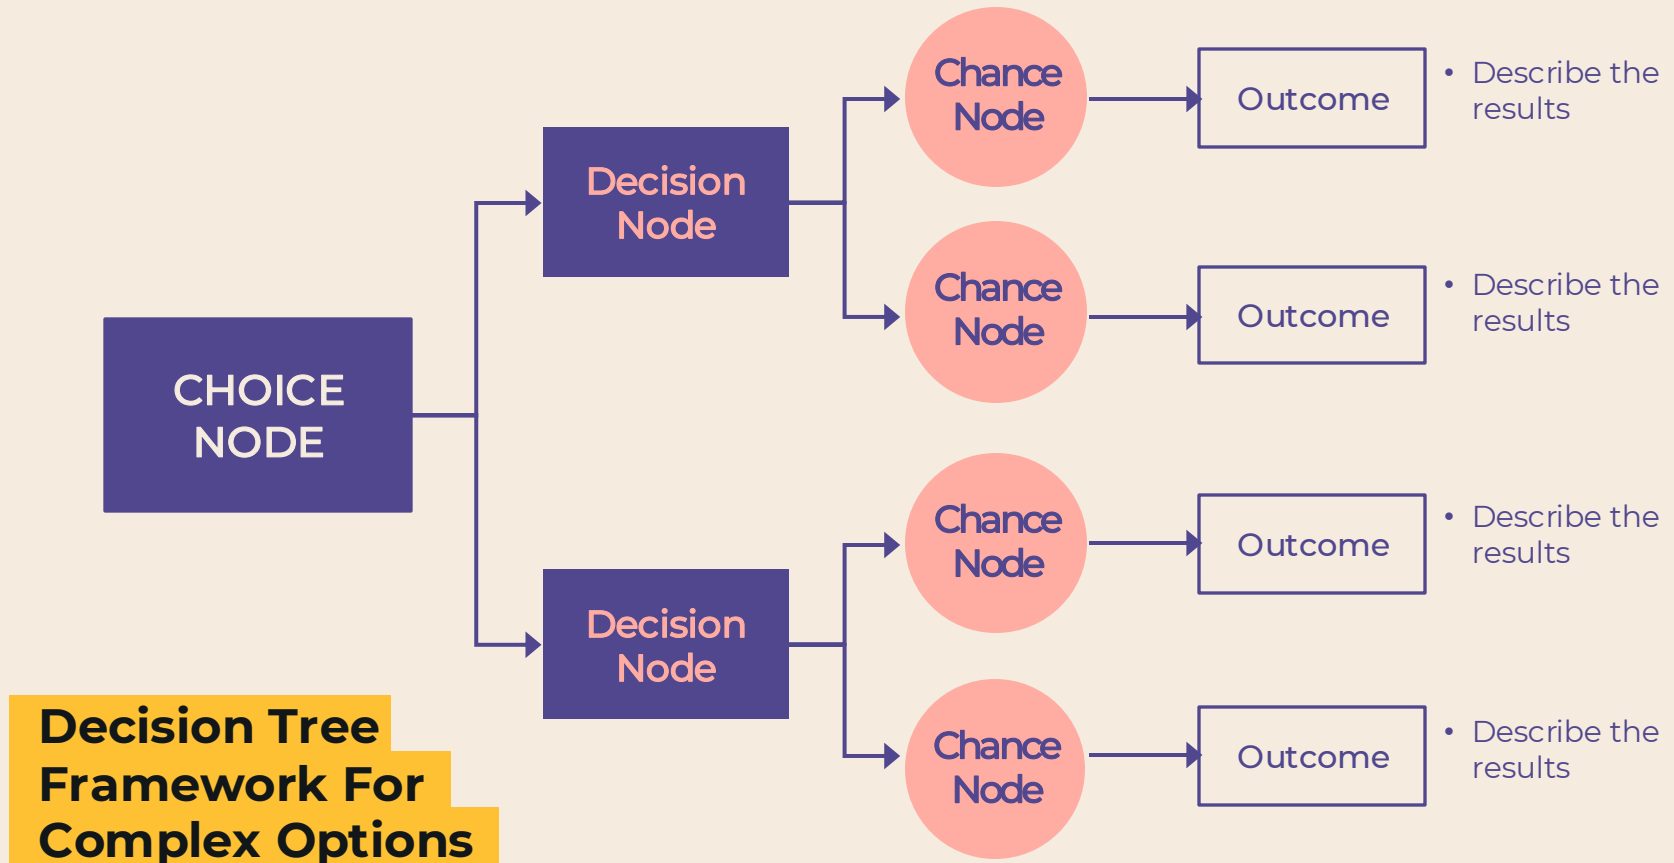 CHOICE
NODE
Decision
Node
Chance
Node
Outcome
• Describe the
results
Chance
Node
Outcome
• Describe the
results
Decision
Node
Chance
Node
Outcome
• Describe the
results
Chance
Node
Outcome
• Describe the
results
Decision Tree
Framework For
Complex Options